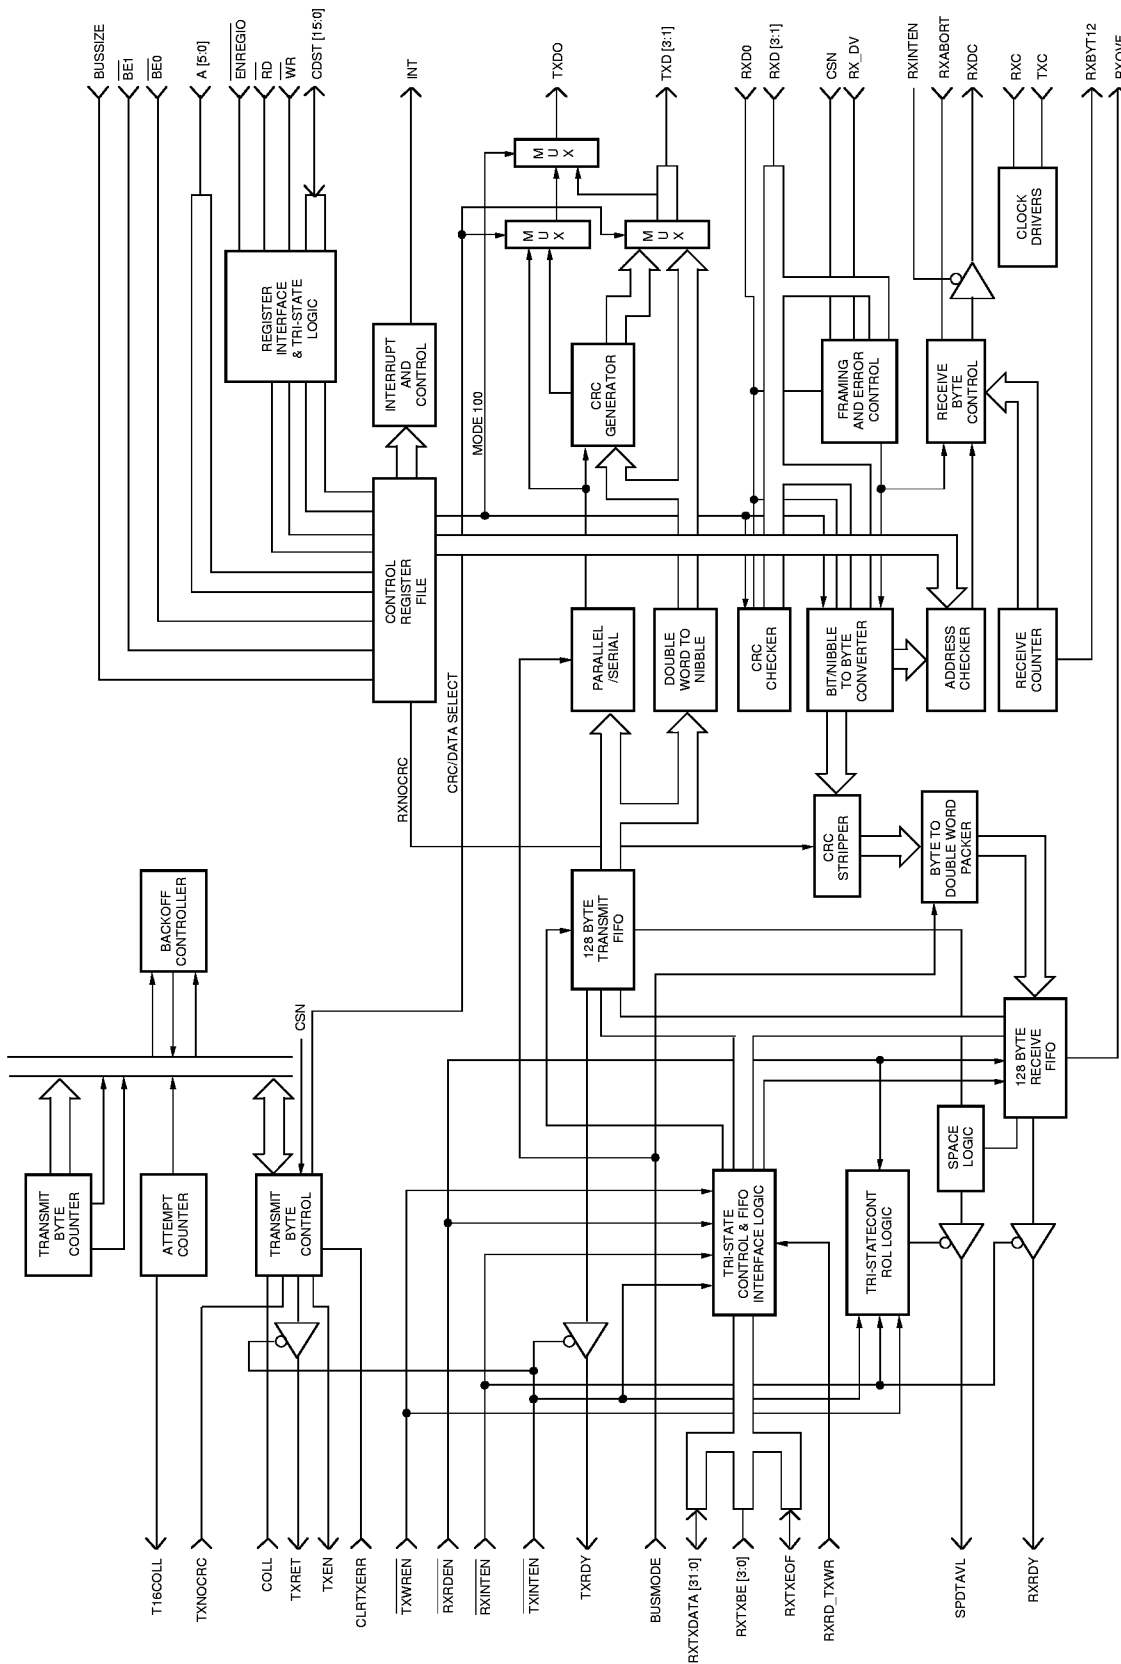 BUSSIZE
BE1
BE0
A [5:0]
ENREGIO
RD
WR
CDST [15:0]
INT
TXDO
TXD [3:1]
RXD0
RXD [3:1]
CSN
RX_DV
RXINTEN
RXABORT
RXDC
RXC
TXC
RXBYT12
RXOVF
REGISTER
INTERFACE
& TRI-STATE
LOGIC
INTERRUPT
AND
CONTROL
MODE 100
MUX
MUX
MUX
CRC
GENERATOR
FRAMING
AND ERROR
CONTROL
RECEIVE
BYTE
CONTROL
CLOCK
DRIVERS
CONTROL
REGISTER
FILE
PARALLEL
/SERIAL
DOUBLE
WORD TO
NIBBLE
CRC
CHECKER
BIT/NIBBLE
TO BYTE
CONVERTER
ADDRESS
CHECKER
RECEIVE
COUNTER
RXNOCRC
CRC/DATA SELECT
CRC
STRIPPER
BYTE TO
DOUBLE WORD
PACKER
BACKOFF
CONTROLLER
128 BYTE
TRANSMIT
FIFO
CSN
128 BYTE
RECEIVE
FIFO
TRANSMIT
BYTE
COUNTER
ATTEMPT
COUNTER
TRANSMIT
BYTE
CONTROL
TRI-STATE
CONTROL & FIFO
INTERFACE LOGIC
TRI-STATECONT
ROL LOGIC
SPACE
LOGIC
T16COLL
TXNOCRC
COLL
TXRET
TXEN
CLRTXERR
TXWREN
RXRDEN
RXINTEN
TXINTEN
TXRDY
BUSMODE
RXTXDATA [31:0]
RXTXBE [3:0]
RXTXEOF
RXRD_TXWR
SPDTAVL
RXRDY